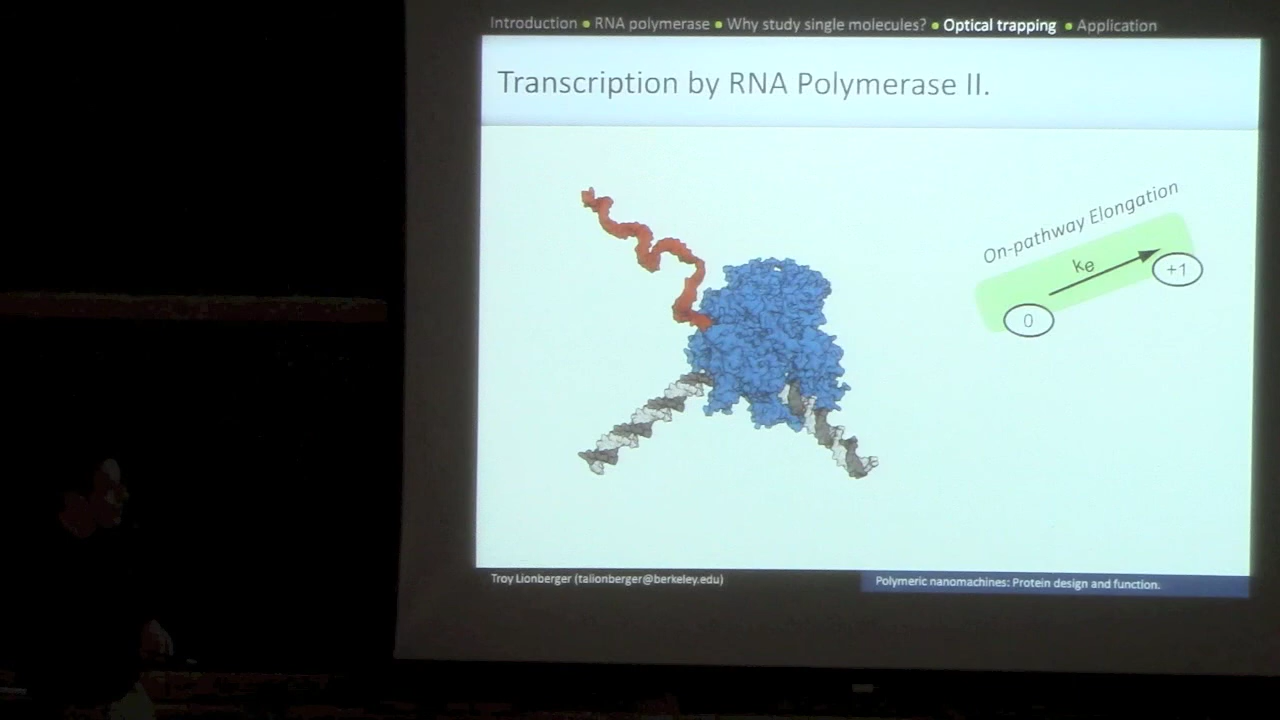 Introduction • RNA polymerase • Why study single molecules? • Optical trapping • Application
Transcription by RNA Polymerase II.
On-pathway Elongation
ke
+1
0
Troy Lionberger (talionberger@berkeley.edu)
Polymeric nanomachines: Protein design and function.